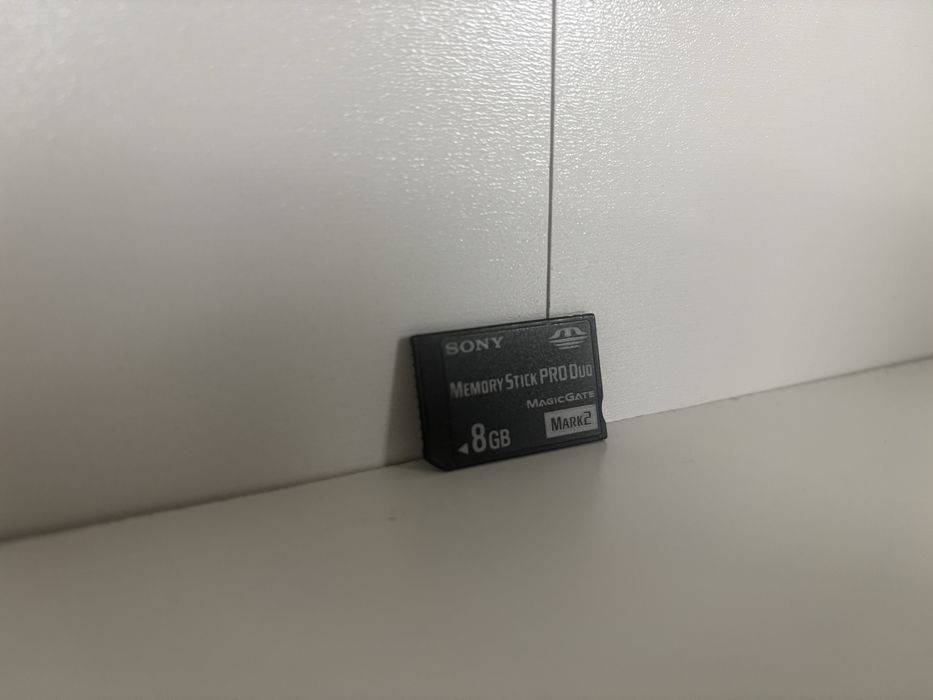 SONY
MEMORY STICK PRO DUO
MAGICGATE
MARK2
8GB